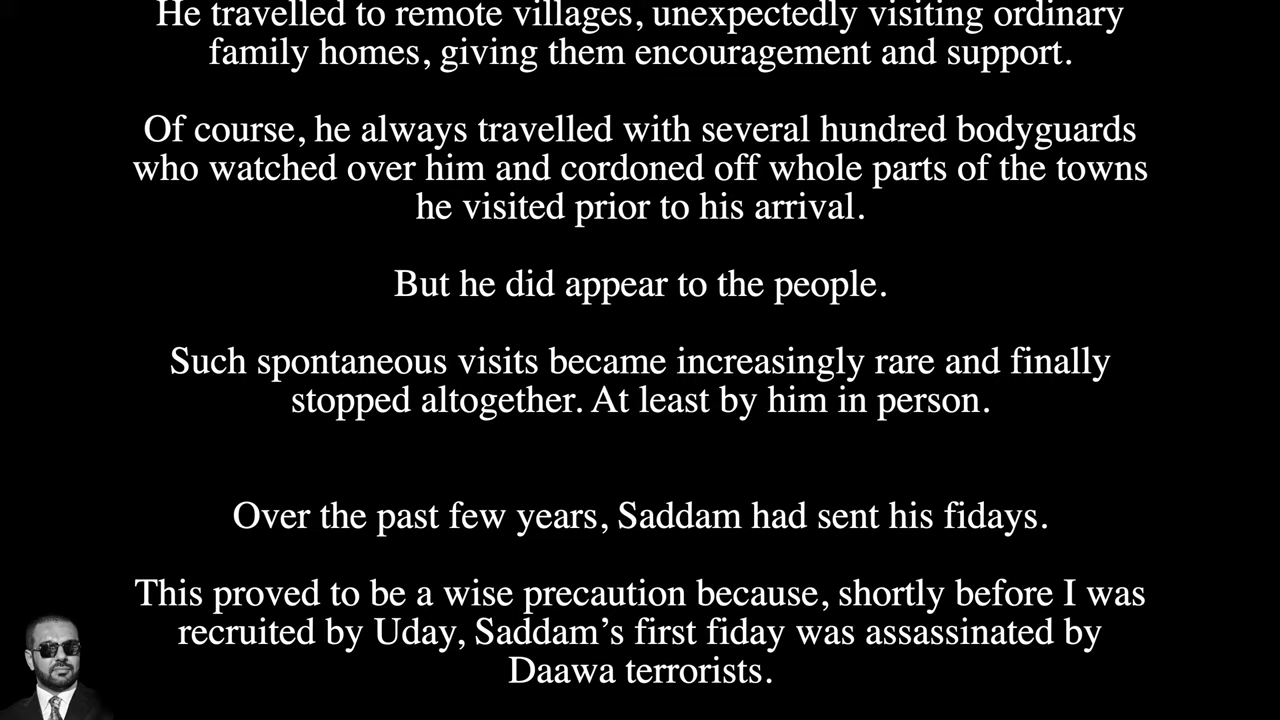 He travelled to remote villages, unexpectedly visiting ordinary
family homes, giving them encouragement and support.
Of course, he always travelled with several hundred bodyguards
who watched over him and cordoned off whole parts of the towns
he visited prior to his arrival.
But he did appear to the people.
Such spontaneous visits became increasingly rare and finally
stopped altogether. At least by him in person.
Over the past few years, Saddam had sent his fidays.
This proved to be a wise precaution because, shortly before I was
recruited by Uday, Saddam’s first fiday was assassinated by
Daawa terrorists.